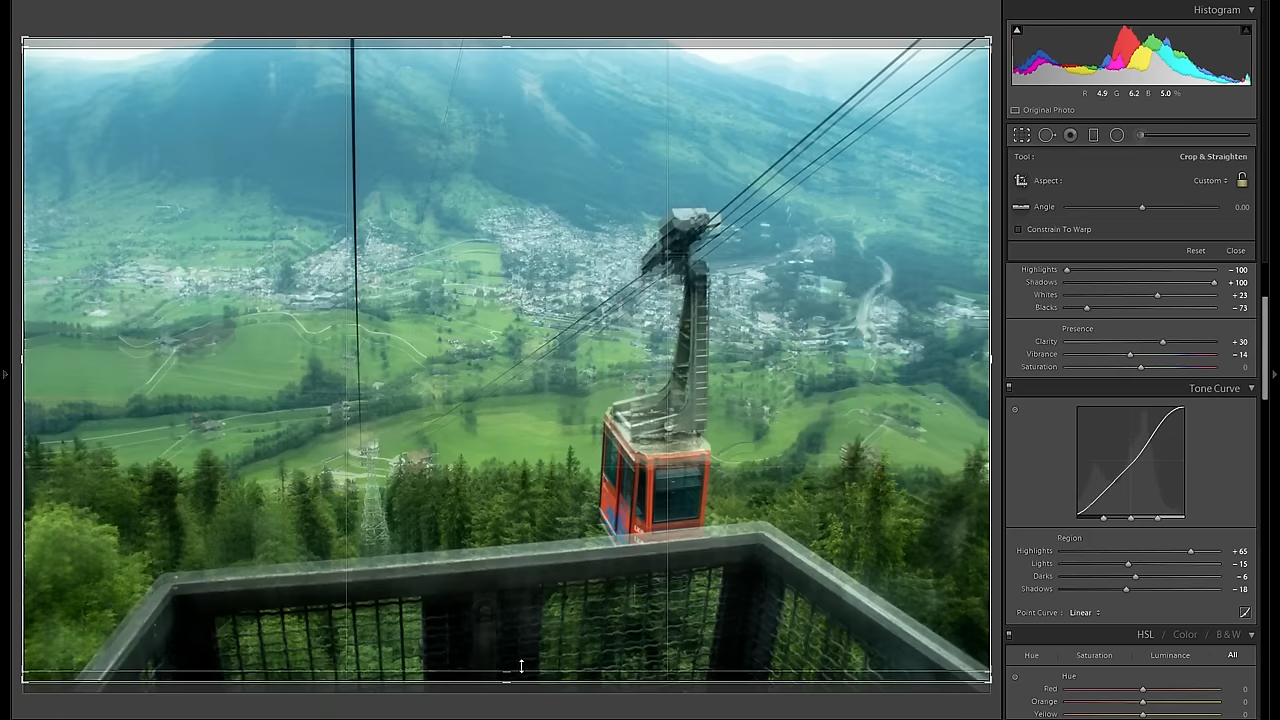 Histogram
R 4.9 G 6.2 B 5.0 %
Original Photo
Tool : Crop & Straighten
Aspect : Custom
Angle 0.00
Constrain To Warp
Reset Close
Highlights − 100
Shadows + 100
Whites + 23
Blacks − 73
Presence
Clarity + 30
Vibrance − 14
Saturation 0
Tone Curve
Region
Highlights + 65
Lights − 15
Darks − 6
Shadows − 18
Point Curve : Linear
HSL / Color / B & W
Hue Saturation Luminance All
Hue
Red 0
Orange 0
Yellow 0